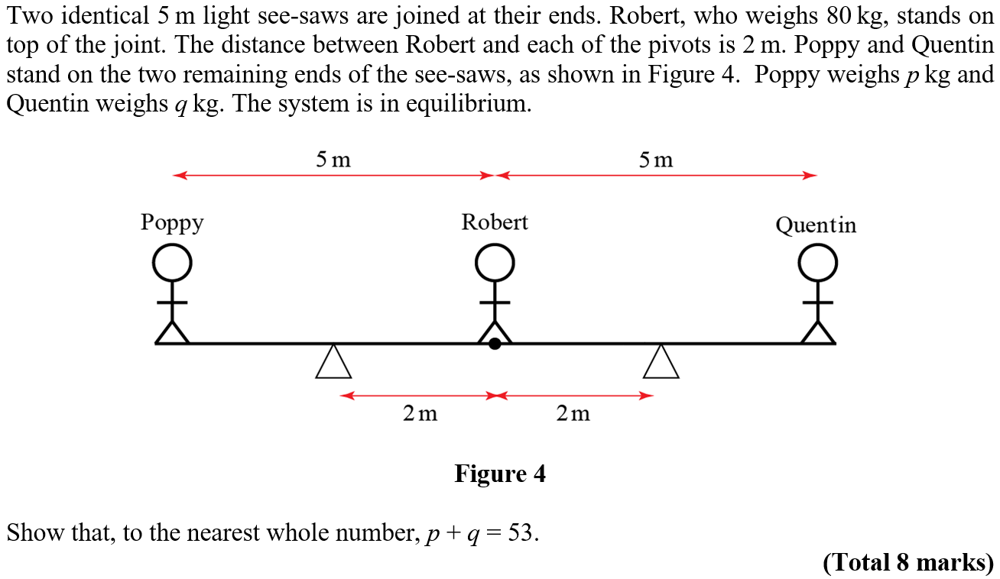 Two identical 5 m light see-saws are joined at their ends. Robert, who weighs 80 kg, stands on
top of the joint. The distance between Robert and each of the pivots is 2 m. Poppy and Quentin
stand on the two remaining ends of the see-saws, as shown in Figure 4. Poppy weighs p kg and
Quentin weighs q kg. The system is in equilibrium.
5 m
5 m
Poppy
Robert
Quentin
2 m
2 m
Figure 4
Show that, to the nearest whole number, p + q = 53.
(Total 8 marks)